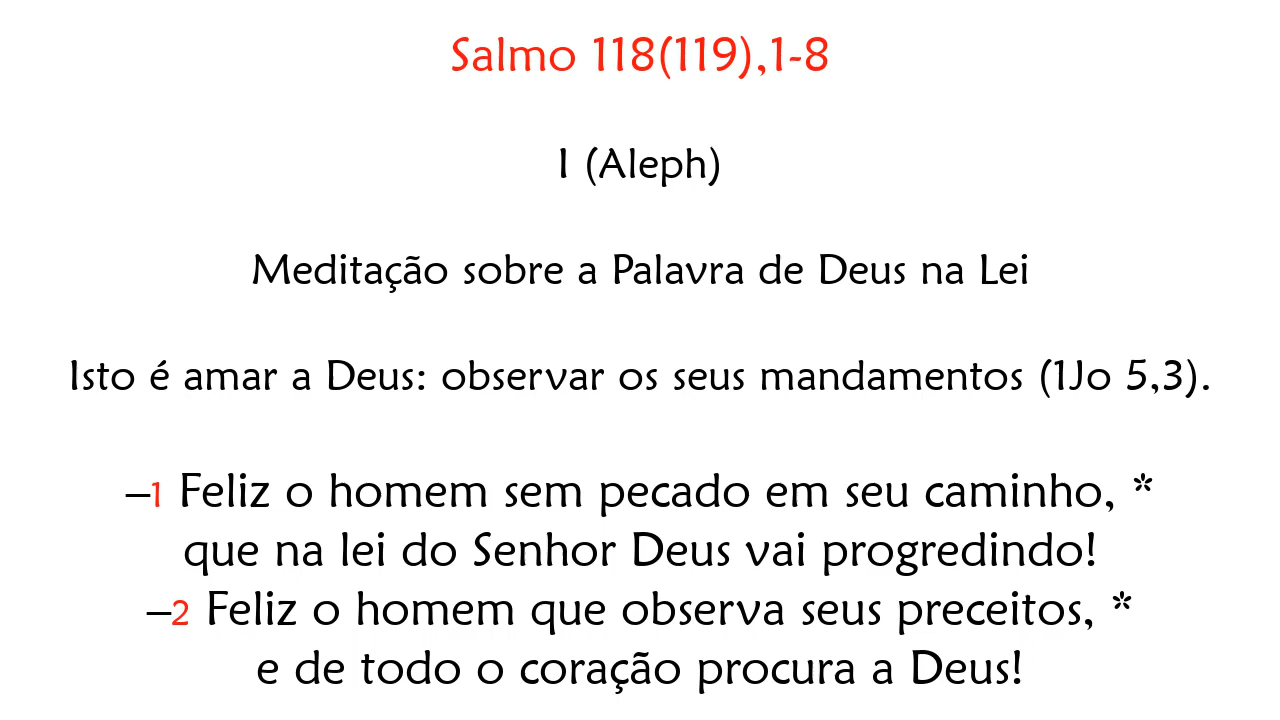 Salmo 118(119),1-8
I (Aleph)
Meditação sobre a Palavra de Deus na Lei
Isto é amar a Deus: observar os seus mandamentos (1Jo 5,3).
–1 Feliz o homem sem pecado em seu caminho, *
que na lei do Senhor Deus vai progredindo!
–2 Feliz o homem que observa seus preceitos, *
e de todo o coração procura a Deus!